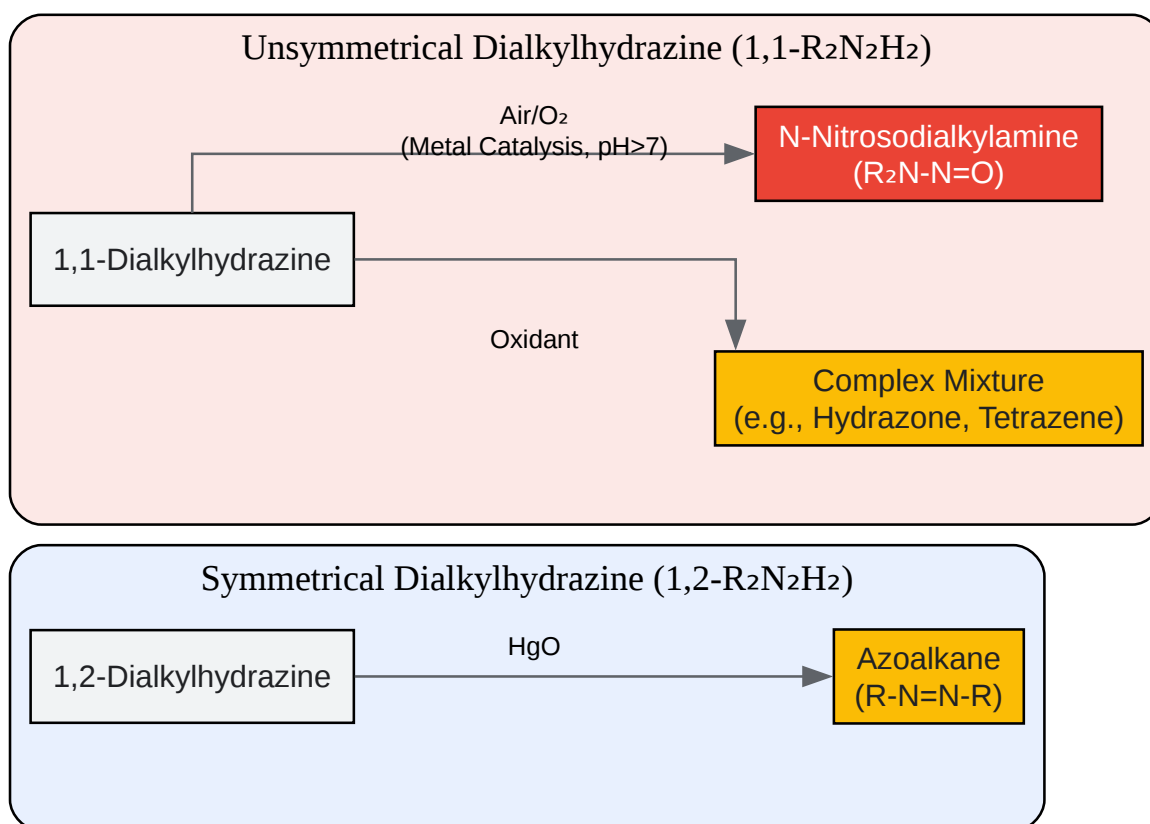 Unsymmetrical Dialkylhydrazine (1,1-R₂N₂H₂)
Air/O₂
(Metal Catalysis, pH>7)
N-Nitrosodialkylamine
(R₂N-N=O)
1,1-Dialkylhydrazine
Oxidant
Complex Mixture
(e.g., Hydrazone, Tetrazene)
Symmetrical Dialkylhydrazine (1,2-R₂N₂H₂)
1,2-Dialkylhydrazine
HgO
Azoalkane
(R-N=N-R)